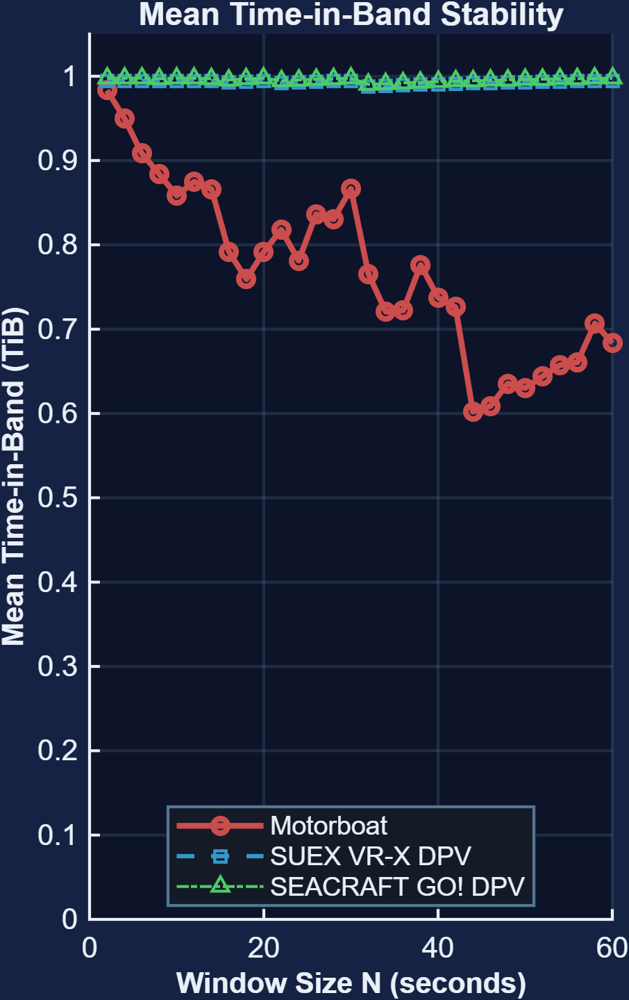 Mean Time-in-Band Stability
Mean Time-in-Band (TiB)
1
0.9
0.8
0.7
0.6
0.5
0.4
0.3
0.2
0.1
0
Motorboat
SUEX VR-X DPV
SEACRAFT GO! DPV
0 20 40 60
Window Size N (seconds)